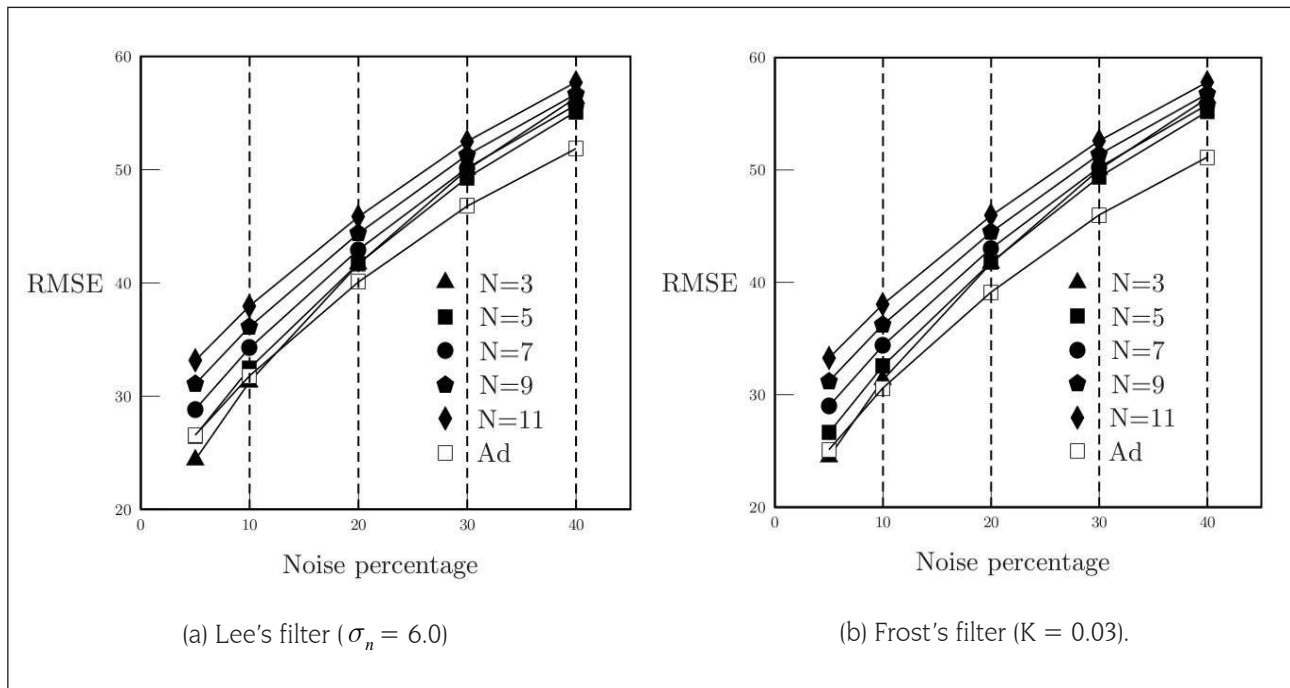 60
50
40
30
20
RMSE
N=3
N=5
N=7
N=9
N=11
Ad
0 10 20 30 40
Noise percentage
(a) Lee's filter (σn = 6.0)
60
50
40
30
20
RMSE
N=3
N=5
N=7
N=9
N=11
Ad
0 10 20 30 40
Noise percentage
(b) Frost's filter (K = 0.03).